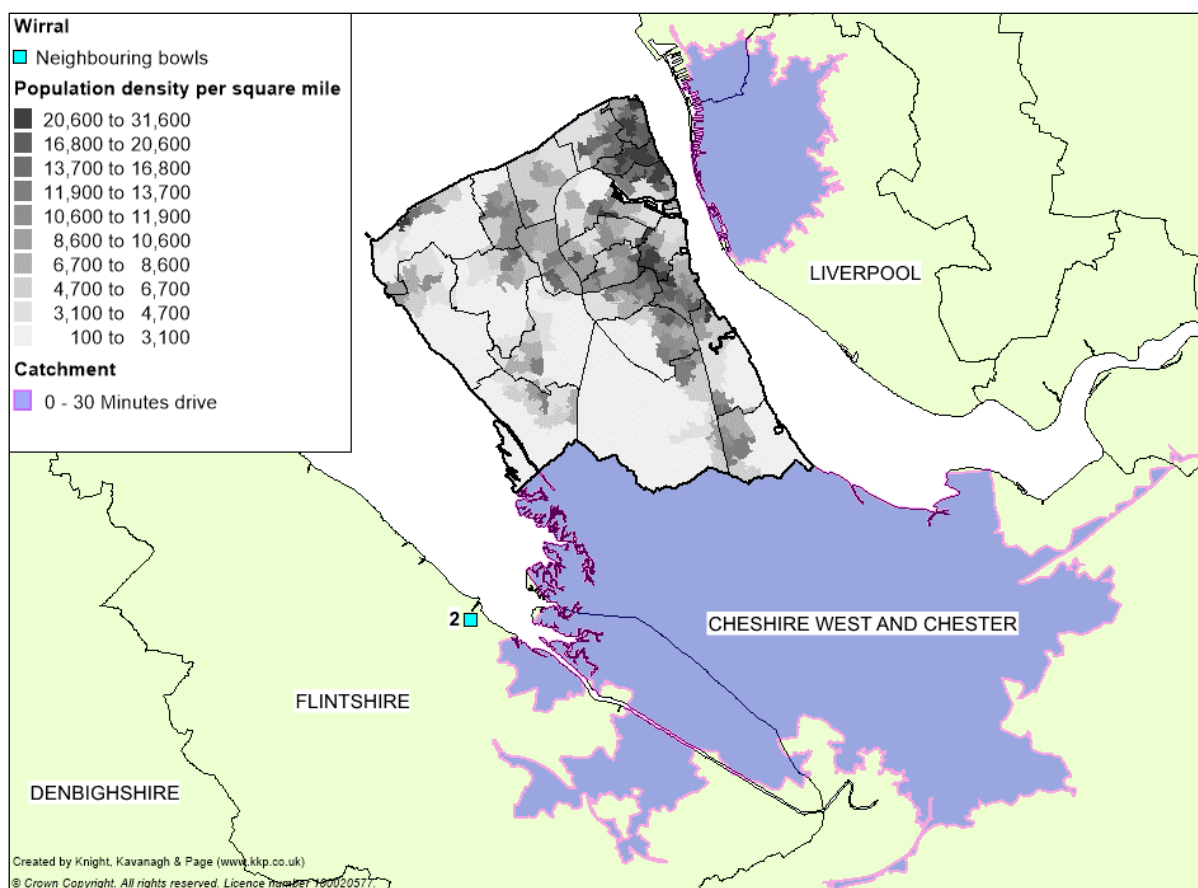 Wirral
Neighbouring bowls
Population density per square mile
20,600 to 31,600
16,800 to 20,600
13,700 to 16,800
11,900 to 13,700
10,600 to 11,900
8,600 to 10,600
6,700 to 8,600
4,700 to 6,700
3,100 to 4,700
100 to 3,100
Catchment
0 - 30 Minutes drive
LIVERPOOL
2
CHESHIRE WEST AND CHESTER
FLINTSHIRE
DENBIGHSHIRE
Created by Knight, Kavanagh & Page (www.kkp.co.uk)
© Crown Copyright. All rights reserved. Licence number 100020577.